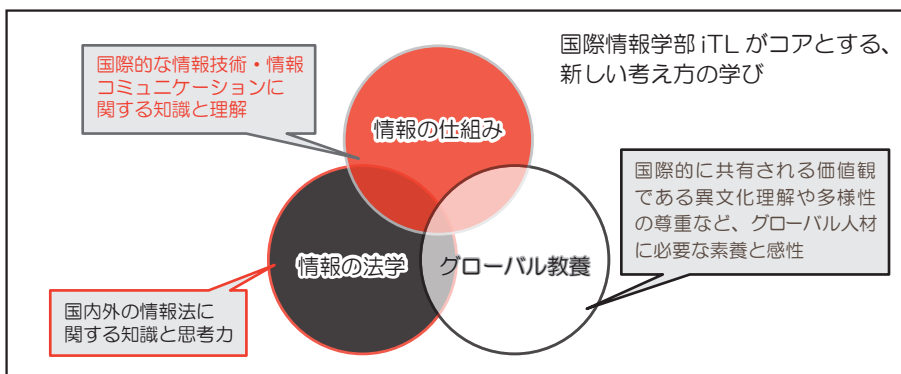 国際情報学部 iTL がコアとする、
新しい考え方の学び
国際的な情報技術・情報
コミュニケーションに
関する知識と理解
情報の仕組み
国際的に共有される価値観
である異文化理解や多様性
の尊重など、グローバル人材
に必要な素養と感性
情報の法学
グローバル教養
国内外の情報法に
関する知識と思考力